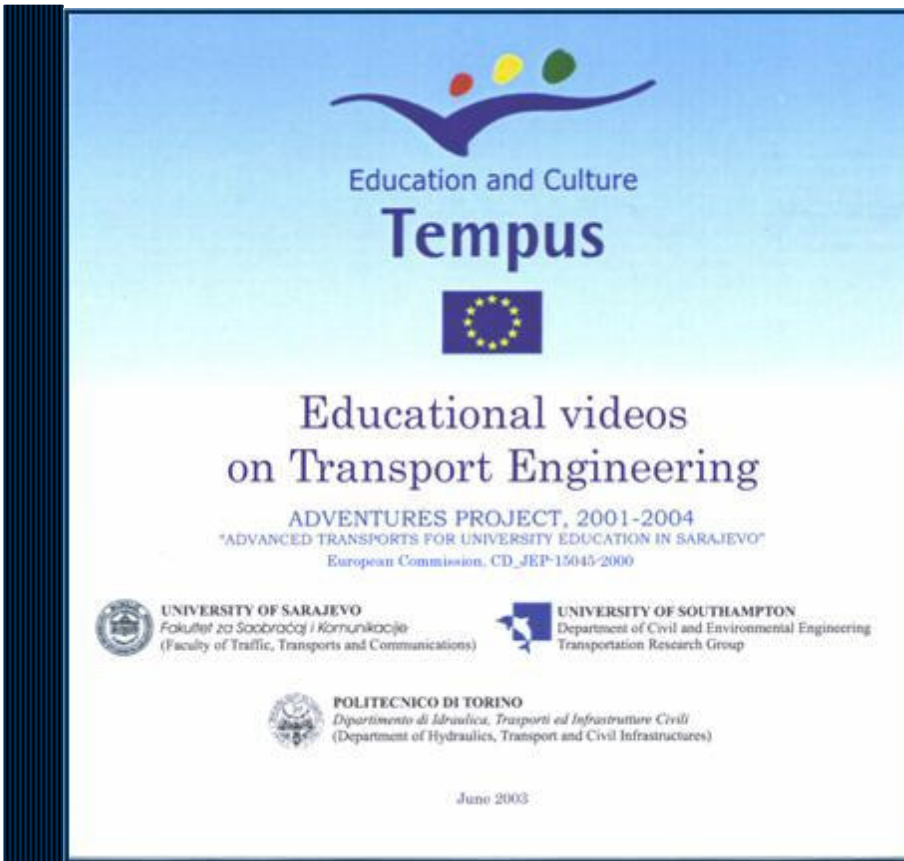 Education and Culture
Tempus
Educational videos
on Transport Engineering
ADVENTURES PROJECT, 2001-2004
"ADVANCED TRANSPORTS FOR UNIVERSITY EDUCATION IN SARAJEVO"
European Commission, CD_JEP-15045-2000
UNIVERSITY OF SARAJEVO
Fakultet za Saobraćaj i Komunikacije
(Faculty of Traffic, Transports and Communications)
UNIVERSITY OF SOUTHAMPTON
Department of Civil and Environmental Engineering
Transportation Research Group
POLITECNICO DI TORINO
Dipartimento di Idraulica, Trasporti ed Infrastrutture Civili
(Department of Hydraulics, Transport and Civil Infrastructures)
June 2003